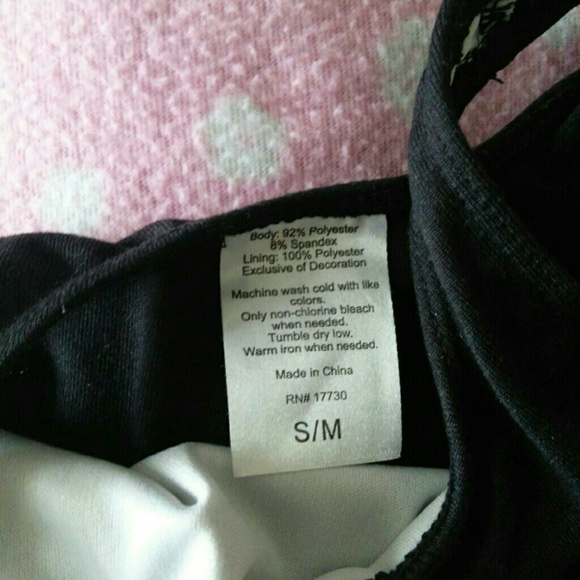 Body: 92% Polyester
8% Spandex
Lining: 100% Polyester
Exclusive of Decoration
Machine wash cold with like
colors.
Only non-chlorine bleach
when needed.
Tumble dry low.
Warm iron when needed.
Made in China
RN# 17730
S/M